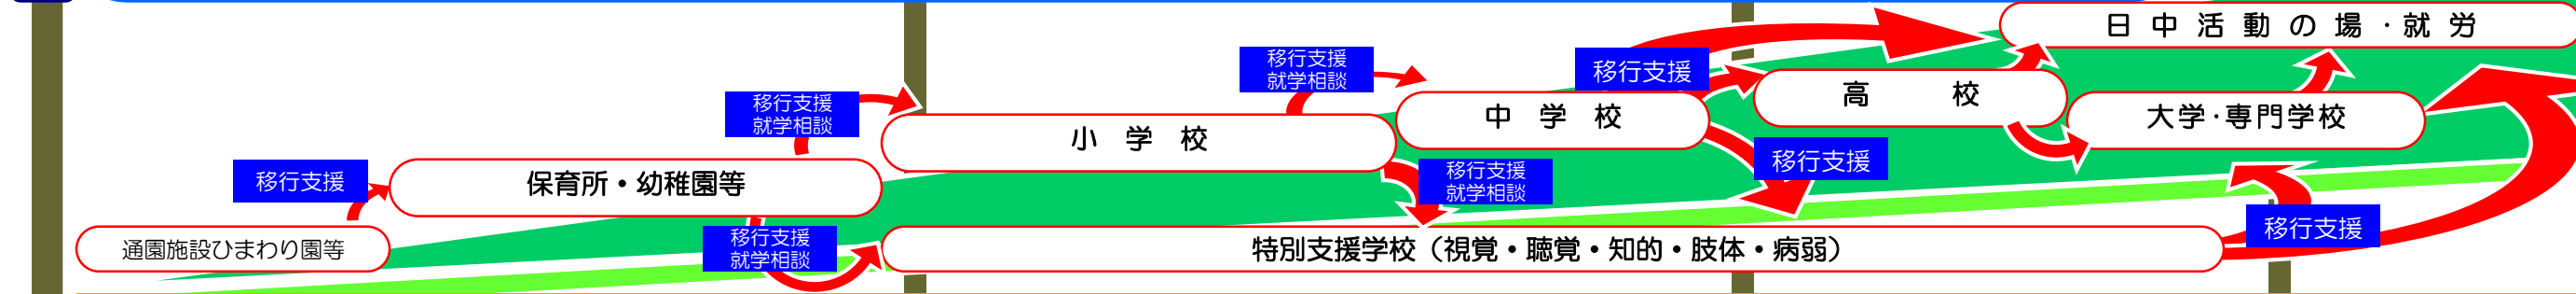 日中活動の場・就労
移行支援
就学相談
移行支援
高校
移行支援
就学相談
中学校
大学・専門学校
小学校
移行支援
移行支援
保育所・幼稚園等
移行支援
就学相談
移行支援
通園施設ひまわり園等
移行支援
就学相談
特別支援学校（視覚・聴覚・知的・肢体・病弱）